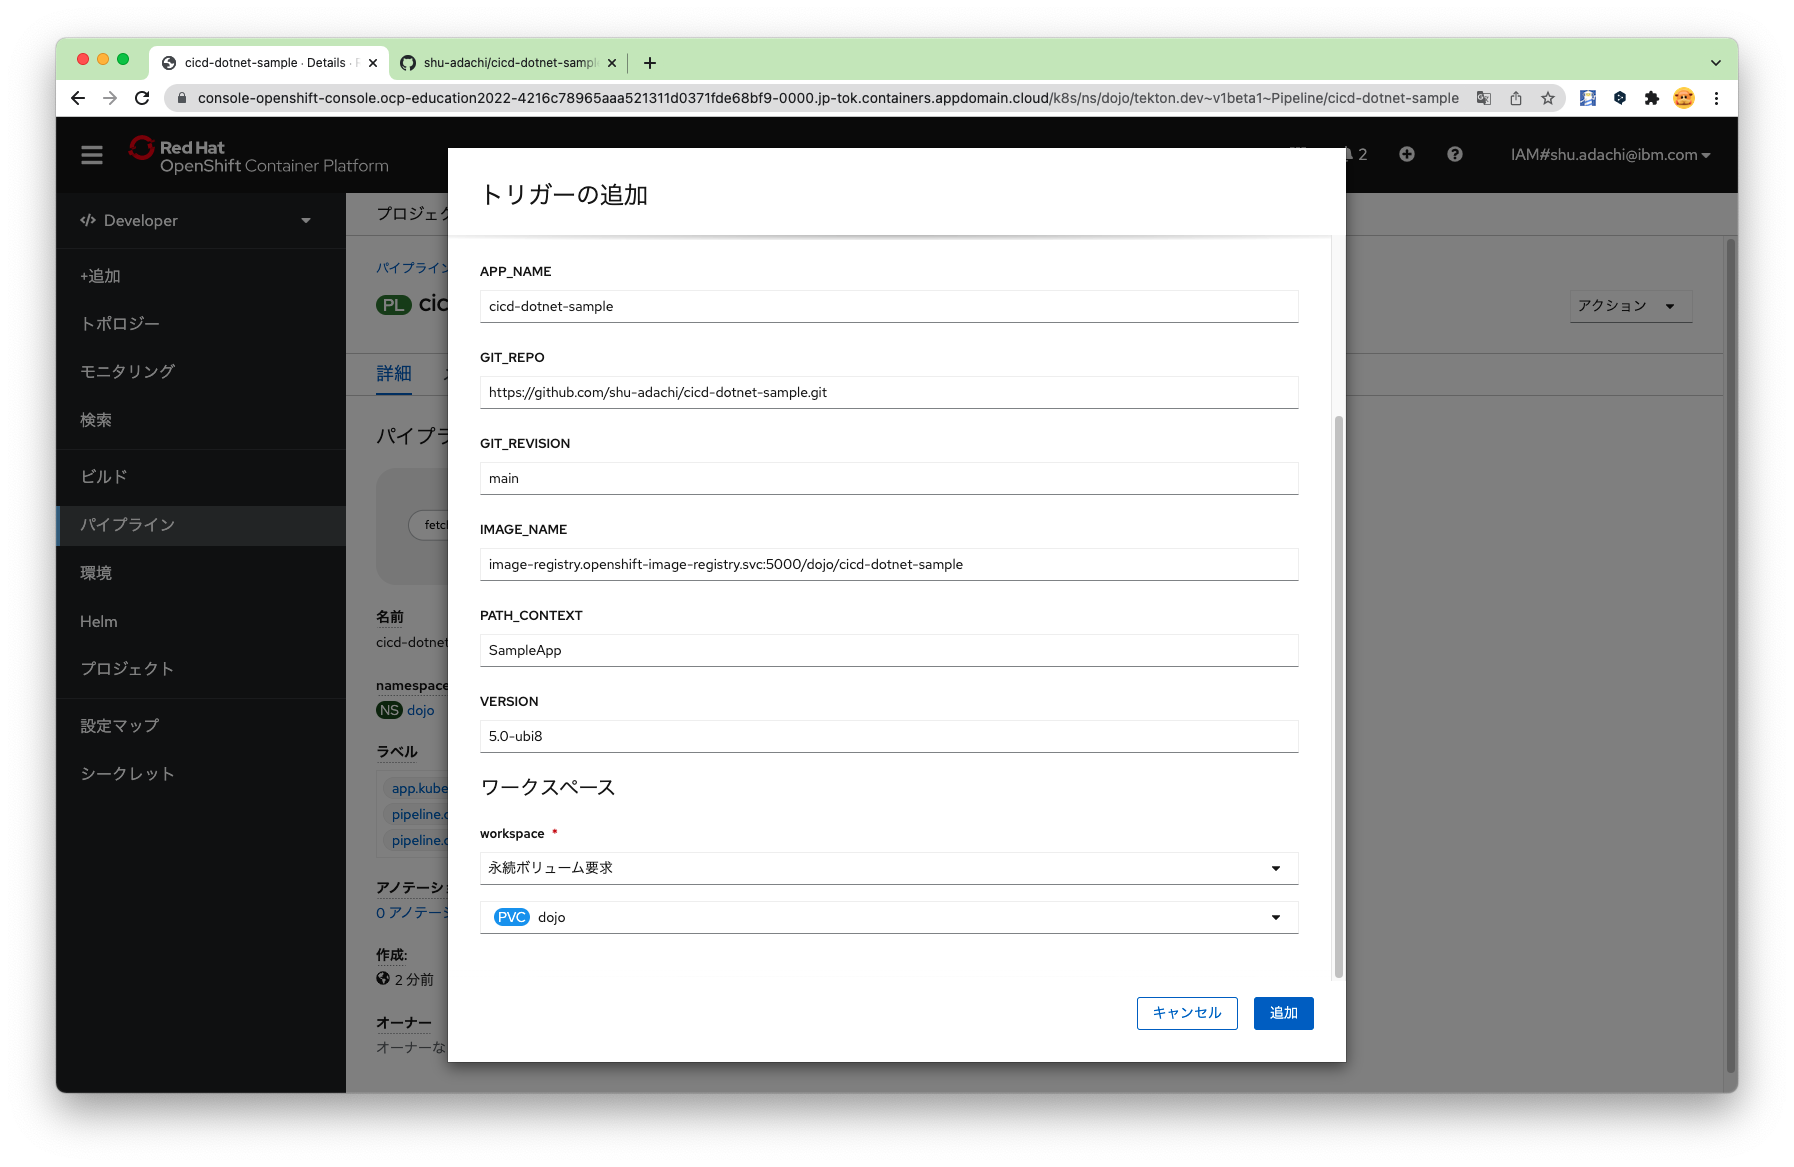 cicd-dotnet-sample · Details ·
shu-adachi/cicd-dotnet-sampl
console-openshift-console.ocp-education2022-4216c78965aaa521311d0371fde68bf9-0000.jp-tok.containers.appdomain.cloud/k8s/ns/dojo/tekton.dev~v1beta1~Pipeline/cicd-dotnet-sample
Red Hat
OpenShift Container Platform
2
IAM#shu.adachi@ibm.com
Developer
+追加
トポロジー
モニタリング
検索
ビルド
パイプライン
環境
Helm
プロジェクト
設定マップ
シークレット
プロジェク
パイプライン
PL cic
アクション
詳細
パイプラ
fetc
名前
cicd-dotnet
namespace
NS dojo
ラベル
app.kube
pipeline.
pipeline.
アノテーシ
0 アノテーシ
作成:
2 分前
オーナー
オーナーな
トリガーの追加
APP_NAME
cicd-dotnet-sample
GIT_REPO
https://github.com/shu-adachi/cicd-dotnet-sample.git
GIT_REVISION
main
IMAGE_NAME
image-registry.openshift-image-registry.svc:5000/dojo/cicd-dotnet-sample
PATH_CONTEXT
SampleApp
VERSION
5.0-ubi8
ワークスペース
workspace *
永続ボリューム要求
PVC dojo
キャンセル
追加